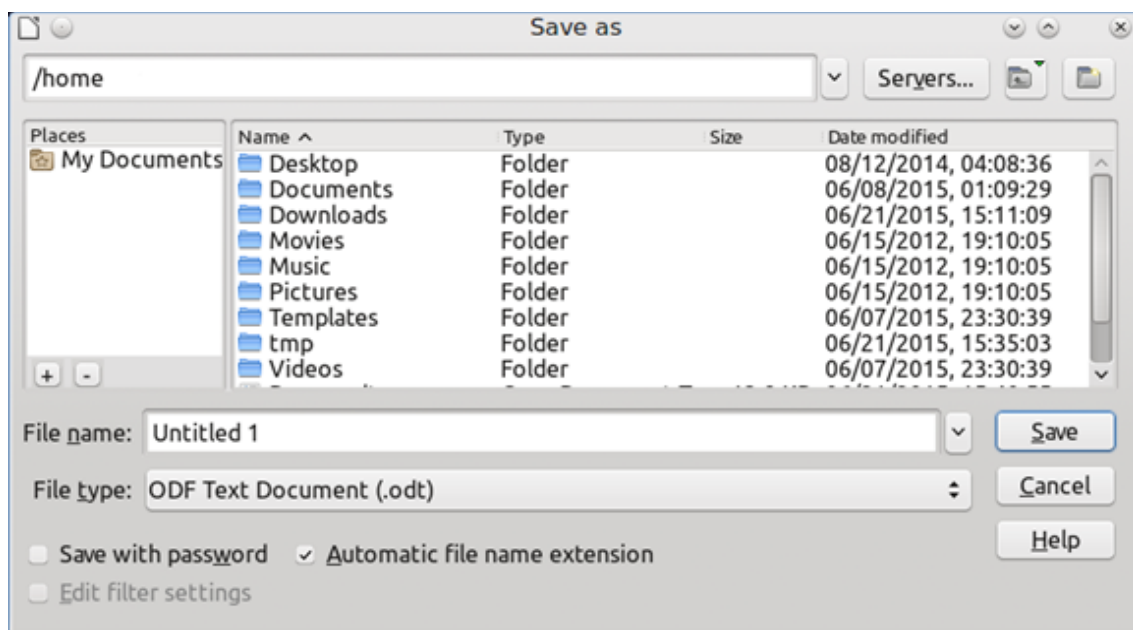 Save as
/home
Servers...
Places
My Documents
+ -
Name Type Size Date modified
Desktop Folder 08/12/2014, 04:08:36
Documents Folder 06/08/2015, 01:09:29
Downloads Folder 06/21/2015, 15:11:09
Movies Folder 06/15/2012, 19:10:05
Music Folder 06/15/2012, 19:10:05
Pictures Folder 06/15/2012, 19:10:05
Templates Folder 06/07/2015, 23:30:39
tmp Folder 06/21/2015, 15:35:03
Videos Folder 06/07/2015, 23:30:39
File name: Untitled 1
Save
File type: ODF Text Document (.odt)
Cancel
Save with password Automatic file name extension
Help
Edit filter settings